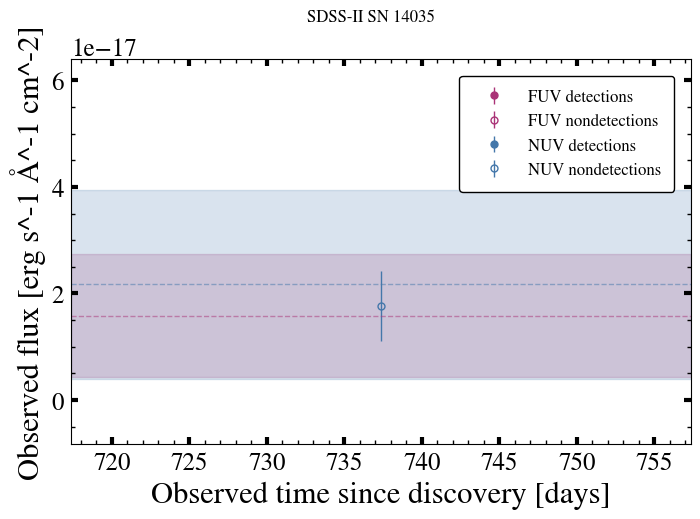 SDSS-II SN 14035
1e−17
FUV detections
FUV nondetections
NUV detections
NUV nondetections
6
4
2
0
Observed flux [erg s^-1 Å^-1 cm^-2]
720 725 730 735 740 745 750 755
Observed time since discovery [days]